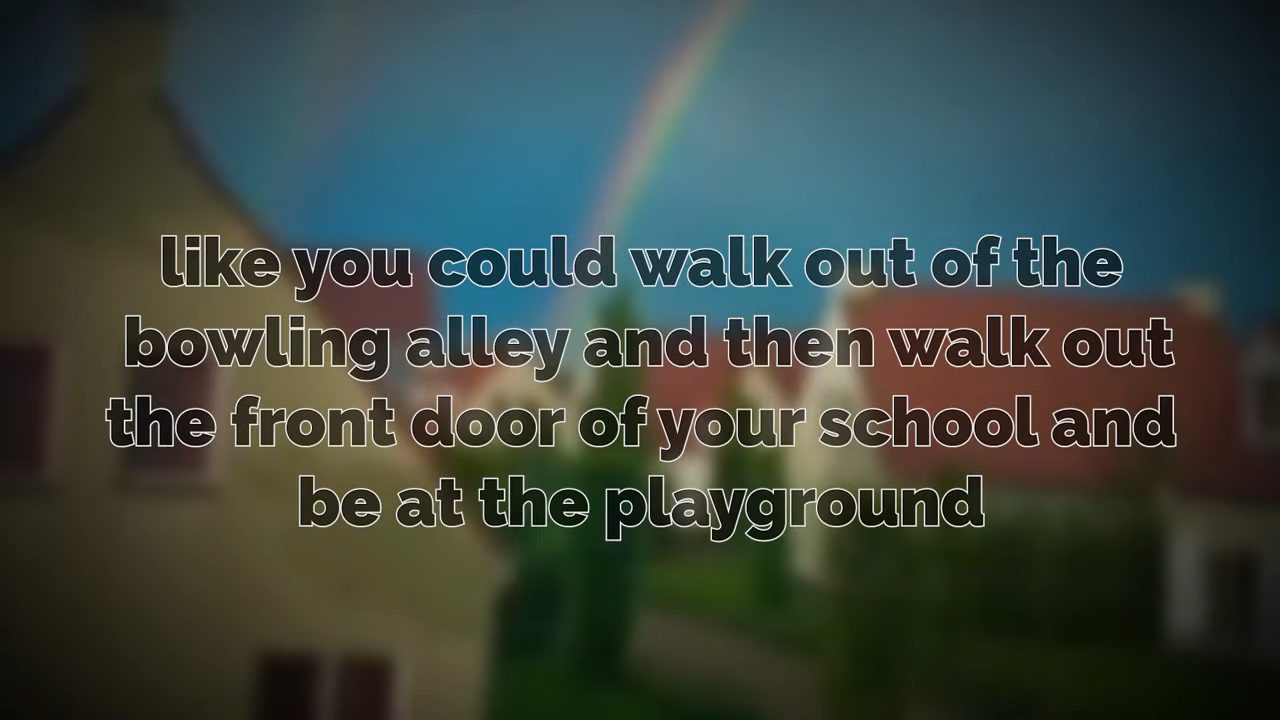 like you could walk out of the
bowling alley and then walk out
the front door of your school and
be at the playground